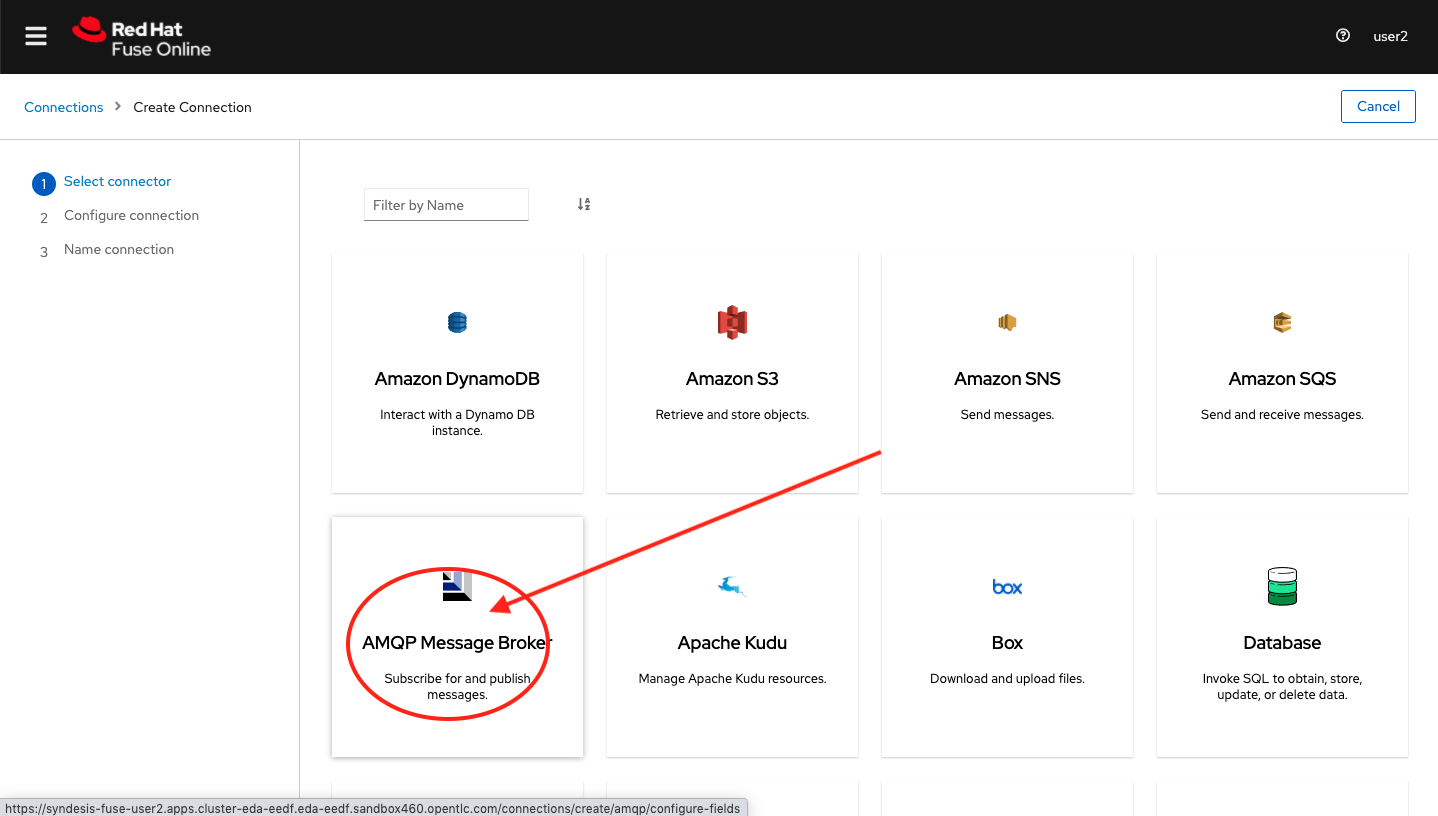 Red Hat
Fuse Online
user2
Connections
Create Connection
Cancel
1 Select connector
2 Configure connection
3 Name connection
Filter by Name
Amazon DynamoDB
Interact with a Dynamo DB
instance.
Amazon S3
Retrieve and store objects.
Amazon SNS
Send messages.
Amazon SQS
Send and receive messages.
AMQP Message Broker
Subscribe for and publish
messages.
Apache Kudu
Manage Apache Kudu resources.
box
Box
Download and upload files.
Database
Invoke SQL to obtain, store,
update, or delete data.
https://syndesis-fuse-user2.apps.cluster-eda-eedf.eda-eedf.sandbox460.opentlc.com/connections/create/amqp/configure-fields